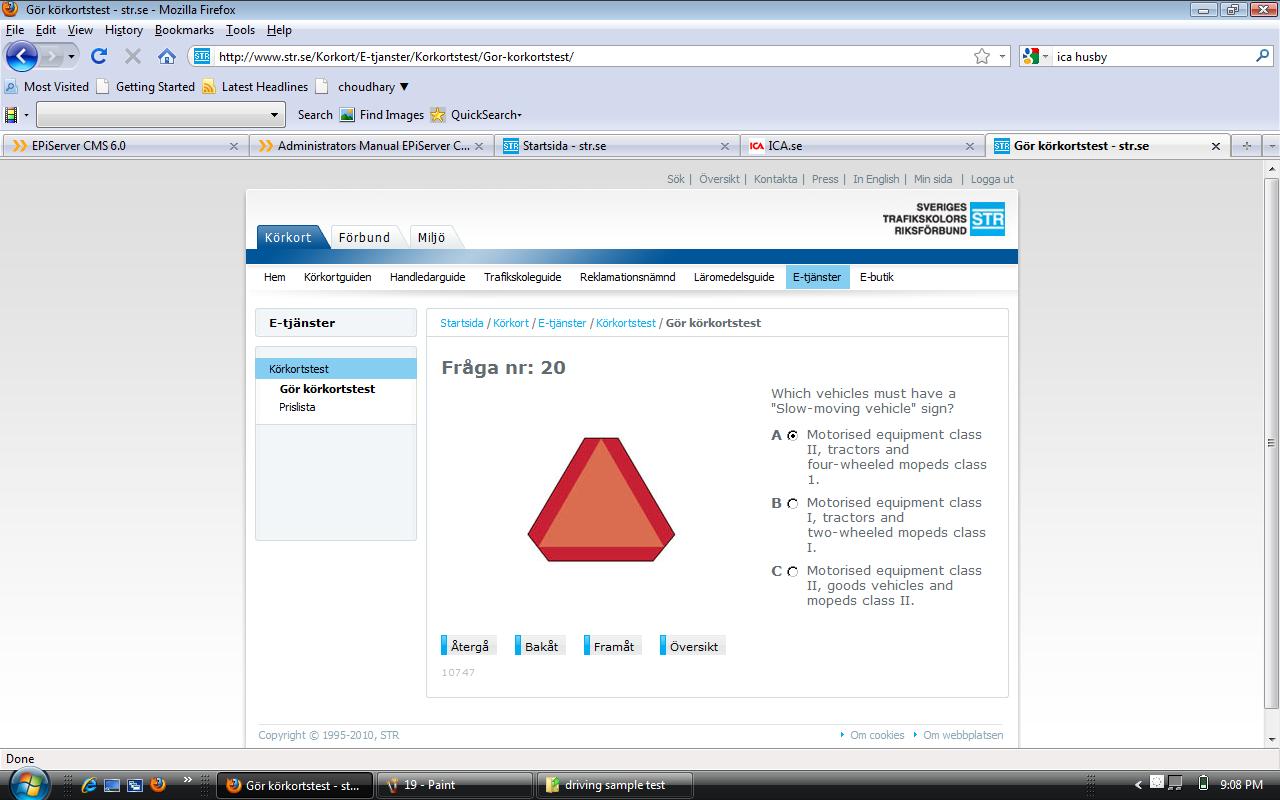 Gör körkortstest - str.se - Mozilla Firefox
File Edit View History Bookmarks Tools Help
STR http://www.str.se/Korkort/E-tjanster/Korkortstest/Gor-korkortstest/ ica husby
Most Visited Getting Started Latest Headlines choudhary ▼
Search Find Images QuickSearch
EPiServer CMS 6.0 Administrators Manual EPiServer C... STR Startsida - str.se ICA ICA.se STR Gör körkortstest - str.se
Sök | Översikt | Kontakta | Press | In English | Min sida | Logga ut
SVERIGES
TRAFIKSKOLORS
RIKSFÖRBUND
STR
Körkort Förbund Miljö
Hem Körkortguiden Handledarguide Trafikskoleguide Reklamationsnämnd Läromedelsguide E-tjänster E-butik
E-tjänster
Körkortstest
Gör körkortstest
Prislista
Startsida / Körkort / E-tjänster / Körkortstest / Gör körkortstest
Fråga nr: 20
Which vehicles must have a
"Slow-moving vehicle" sign?
A Motorised equipment class
II, tractors and
four-wheeled mopeds class
1.
B Motorised equipment class
I, tractors and
two-wheeled mopeds class
I.
C Motorised equipment class
II, goods vehicles and
mopeds class II.
Återgå Bakåt Framåt Översikt
10747
Copyright © 1995-2010, STR Om cookies Om webbplatsen
Done
Gör körkortstest - st... 19 - Paint driving sample test 9:08 PM